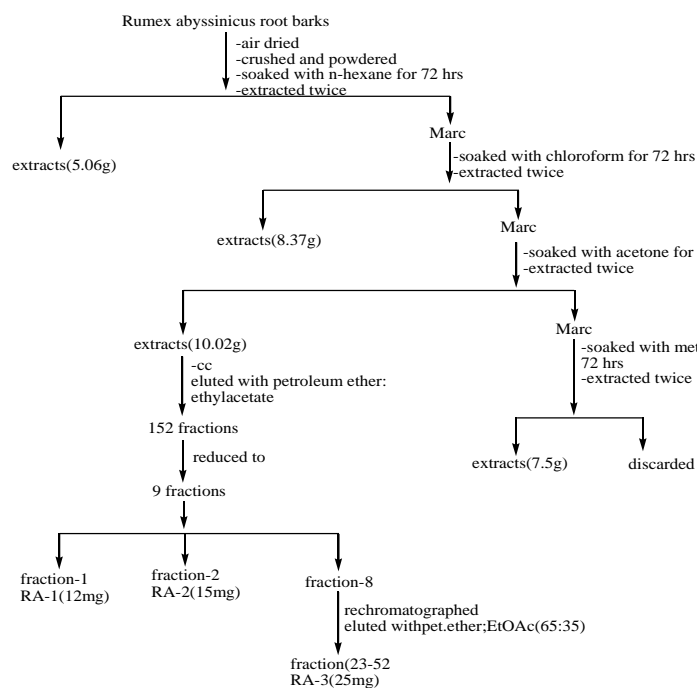 Rumex abyssinicus root barks
-air dried
-crushed and powdered
-soaked with n-hexane for 72 hrs
-extracted twice
extracts(5.06g)
Marc
-soaked with chloroform for 72 hrs
-extracted twice
extracts(8.37g)
Marc
-soaked with acetone for
-extracted twice
extracts(10.02g)
-cc
eluted with petroleum ether:
ethylacetate
Marc
-soaked with met
72 hrs
-extracted twice
152 fractions
extracts(7.5g)
discarded
reduced to
9 fractions
fraction-1
RA-1(12mg)
fraction-2
RA-2(15mg)
fraction-8
rechromatographed
eluted withpet.ether;EtOAc(65:35)
fraction(23-52
RA-3(25mg)